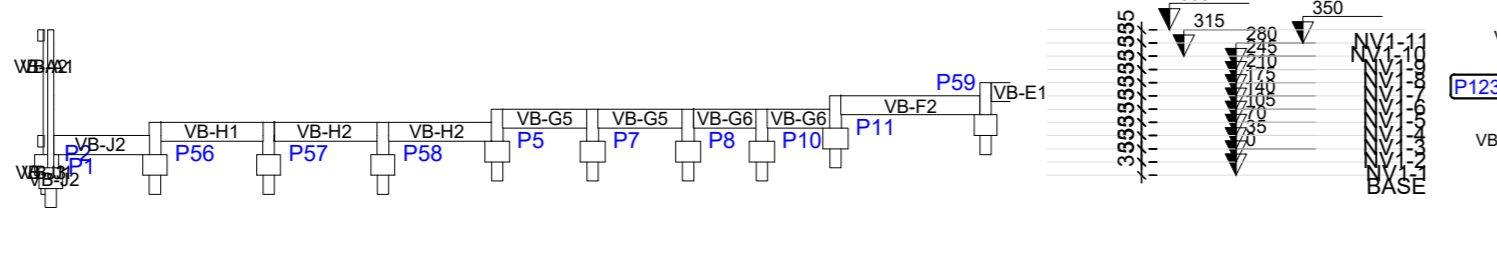 350
315
280
245
210
175
140
105
70
35
0
NV1-11
NV1-10
NV1-9
NV1-8
NV1-7
NV1-6
NV1-5
NV1-4
NV1-3
NV1-2
NV1-1
BASE
P59
VB-E1
P123
VB-F2
VB-G5
VB-G5
VB-G6
VB-G6
VB-H1
VB-H2
VB-H2
VB-J2
P2
P1
P56
P57
P58
P5
P7
P8
P10
P11
VB-J2
VB